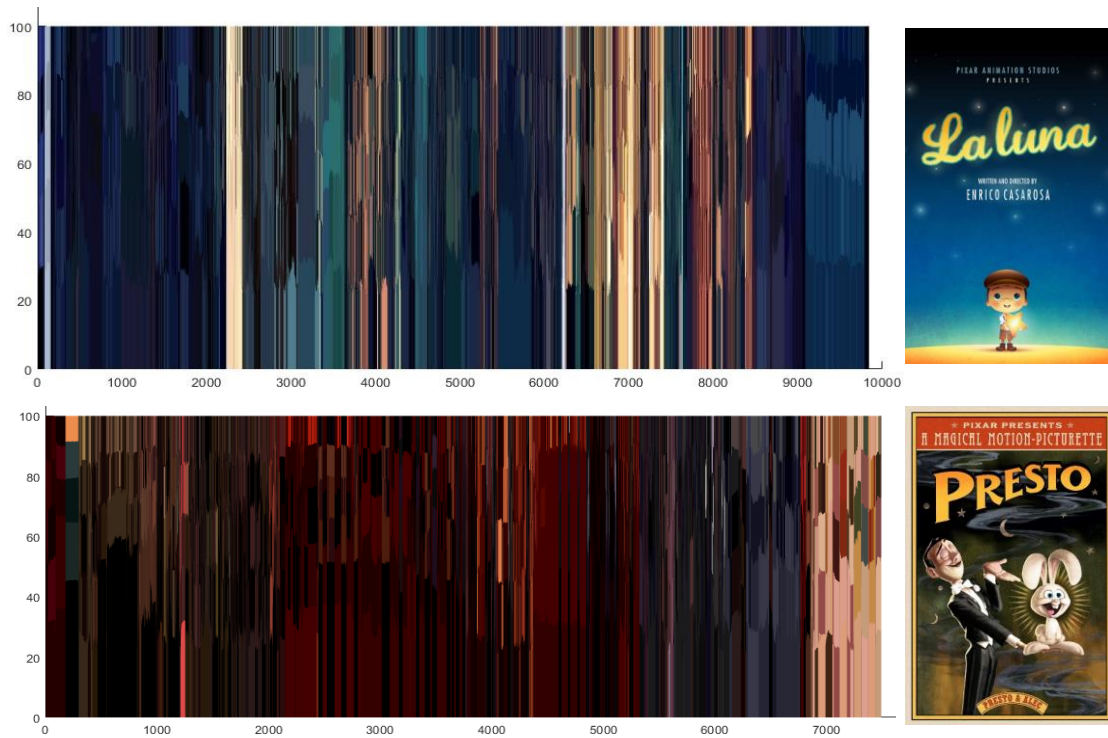 100
80
60
40
20
0
0 1000 2000 3000 4000 5000 6000 7000 8000 9000 10000
PIXAR ANIMATION STUDIOS
PRESENTS
La luna
WRITTEN AND DIRECTED BY
ENRICO CASAROSA
100
80
60
40
20
0
0 1000 2000 3000 4000 5000 6000 7000
PIXAR PRESENTS
A MAGICAL MOTION-PICTURETTE
PRESTO
PRESTO & ALEC